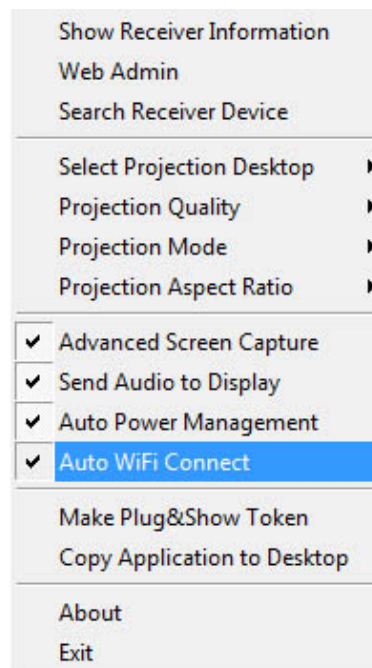 Show Receiver Information
Web Admin
Search Receiver Device
Select Projection Desktop
Projection Quality
Projection Mode
Projection Aspect Ratio
Advanced Screen Capture
Send Audio to Display
Auto Power Management
Auto WiFi Connect
Make Plug&Show Token
Copy Application to Desktop
About
Exit